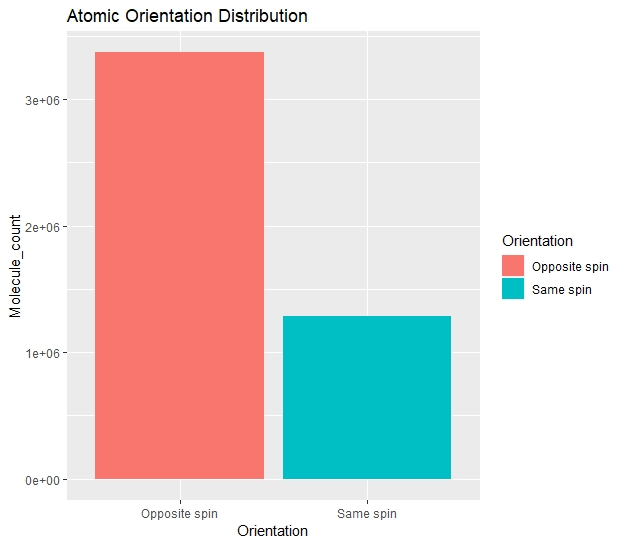 Atomic Orientation Distribution
Molecule_count
3e+06
2e+06
1e+06
0e+00
Opposite spin
Same spin
Orientation
Orientation
Opposite spin
Same spin